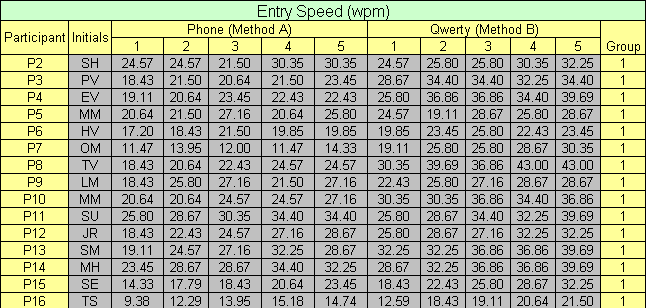 Entry Speed (wpm)
Participant Initials Phone (Method A) Qwerty (Method B) Group
1 2 3 4 5 1 2 3 4 5
P2 SH 24.57 24.57 21.50 30.35 30.35 24.57 25.80 25.80 30.35 32.25 1
P3 PV 18.43 21.50 20.64 21.50 23.45 28.67 34.40 34.40 32.25 34.40 1
P4 EV 19.11 20.64 23.45 22.43 22.43 25.80 36.86 36.86 34.40 39.69 1
P5 MM 20.64 21.50 27.16 20.64 25.80 24.57 19.11 28.67 25.80 28.67 1
P6 HV 17.20 18.43 21.50 19.85 19.85 19.85 23.45 25.80 22.43 23.45 1
P7 OM 11.47 13.95 12.00 11.47 14.33 19.11 25.80 25.80 28.67 30.35 1
P8 TV 18.43 20.64 22.43 24.57 24.57 30.35 39.69 36.86 43.00 43.00 1
P9 LM 18.43 25.80 27.16 21.50 27.16 22.43 25.80 27.16 28.67 28.67 1
P10 MM 20.64 20.64 24.57 24.57 27.16 30.35 30.35 36.86 34.40 36.86 1
P11 SU 25.80 28.67 30.35 34.40 34.40 25.80 28.67 34.40 32.25 39.69 1
P12 JR 18.43 22.43 24.57 27.16 28.67 25.80 28.67 34.40 32.25 39.69 1
P13 SM 19.11 24.57 27.16 32.25 28.67 32.25 32.25 36.86 36.86 39.69 1
P14 MH 23.45 28.67 28.67 34.40 32.25 28.67 32.25 36.86 36.86 39.69 1
P15 SE 14.33 17.79 18.43 20.64 23.45 18.43 22.43 25.80 28.67 32.25 1
P16 TS 9.38 12.29 13.95 15.18 14.74 12.59 18.43 19.11 20.64 21.50 1